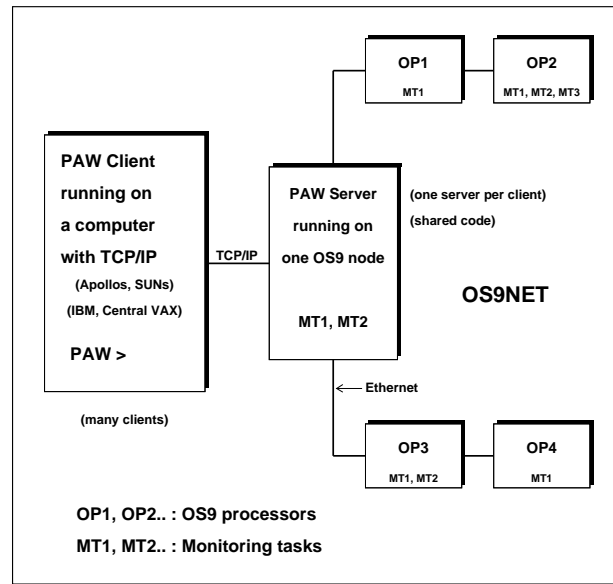 OP1
MT1
OP2
MT1, MT2, MT3
PAW Client
running on
a computer
with TCP/IP
(Apollos, SUNs)
(IBM, Central VAX)
PAW >
(many clients)
TCP/IP
PAW Server
running on
one OS9 node
MT1, MT2
(one server per client)
(shared code)
OS9NET
Ethernet
OP3
MT1, MT2
OP4
MT1
OP1, OP2.. : OS9 processors
MT1, MT2.. : Monitoring tasks